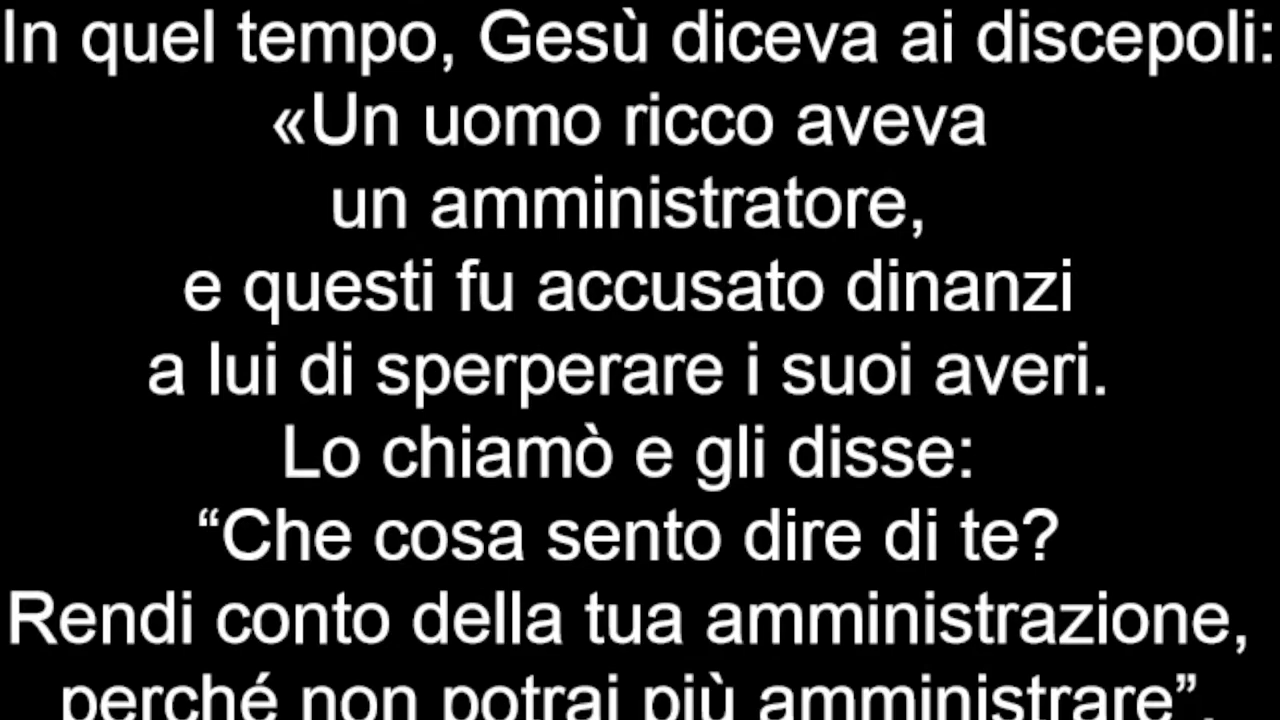 In quel tempo, Gesù diceva ai discepoli:
«Un uomo ricco aveva
un amministratore,
e questi fu accusato dinanzi
a lui di sperperare i suoi averi.
Lo chiamò e gli disse:
“Che cosa sento dire di te?
Rendi conto della tua amministrazione,
perché non potrai più amministrare”.